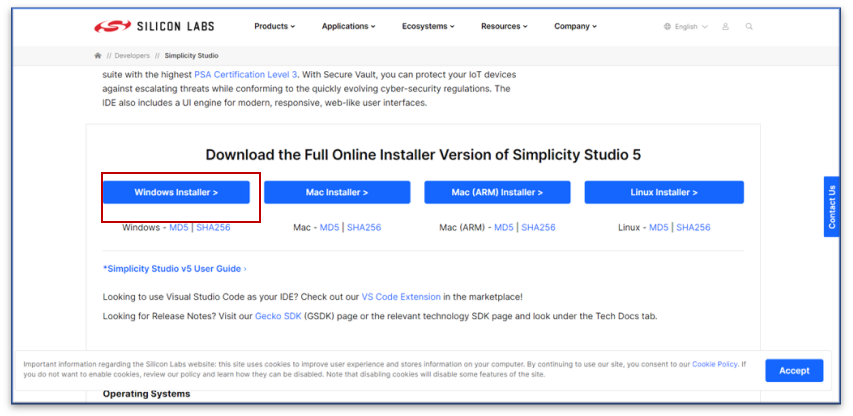 SILICON LABS
Products
Applications
Ecosystems
Resources
Company
English
// Developers // Simplicity Studio
suite with the highest PSA Certification Level 3. With Secure Vault, you can protect your IoT devices
against escalating threats while conforming to the quickly evolving cyber-security regulations. The
IDE also includes a UI engine for modern, responsive, web-like user interfaces.
Download the Full Online Installer Version of Simplicity Studio 5
Windows Installer >
Mac Installer >
Mac (ARM) Installer >
Linux Installer >
Contact Us
Windows - MD5 | SHA256
Mac - MD5 | SHA256
Mac (ARM) - MD5 | SHA256
Linux - MD5 | SHA256
*Simplicity Studio v5 User Guide ›
Looking to use Visual Studio Code as your IDE? Check out our VS Code Extension in the marketplace!
Looking for Release Notes? Visit our Gecko SDK (GSDK) page or the relevant technology SDK page and look under the Tech Docs tab.
Important information regarding the Silicon Labs website: this site uses cookies to improve user experience and stores information on your computer. By continuing to use our site, you consent to our Cookie Policy. If
you do not want to enable cookies, review our policy and learn how they can be disabled. Note that disabling cookies will disable some features of the site.
Accept
Operating Systems